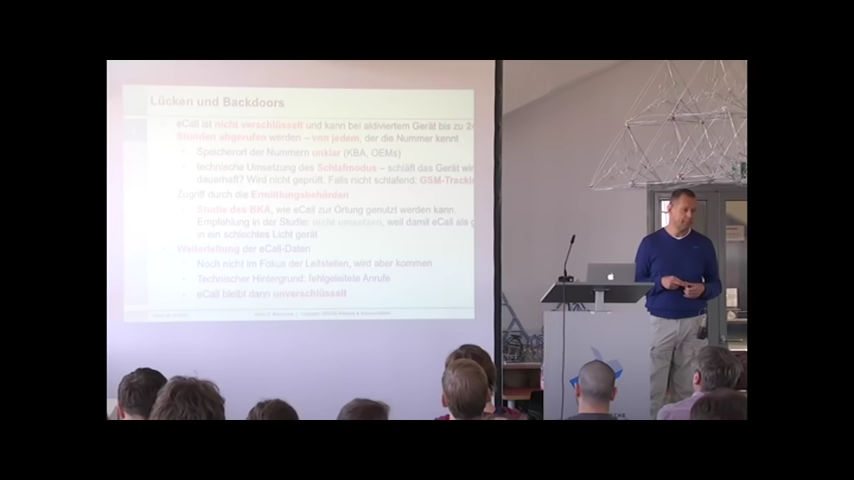 Lücken und Backdoors
eCall ist nicht verschlüsselt und kann bei aktiviertem Gerät bis zu 24
Stunden abgerufen werden – von jedem, der die Nummer kennt
Speicherort der Nummern unklar (KBA, OEMs)
technische Umsetzung des Schlafmodus – schläft das Gerät wir
dauerhaft? Wird nicht geprüft. Falls nicht schlafend: GSM-Trackin
Zugriff durch die Ermittlungsbehörden
Studie des BKA, wie eCall zur Ortung genutzt werden kann.
Empfehlung in der Studie: nicht umsetzen, weil damit eCall als g
in ein schlechtes Licht gerät
Weiterleitung der eCall-Daten
Noch nicht im Fokus der Leitstellen, wird aber kommen
Technischer Hintergrund: fehlgeleitete Anrufe
eCall bleibt dann unverschlüsselt